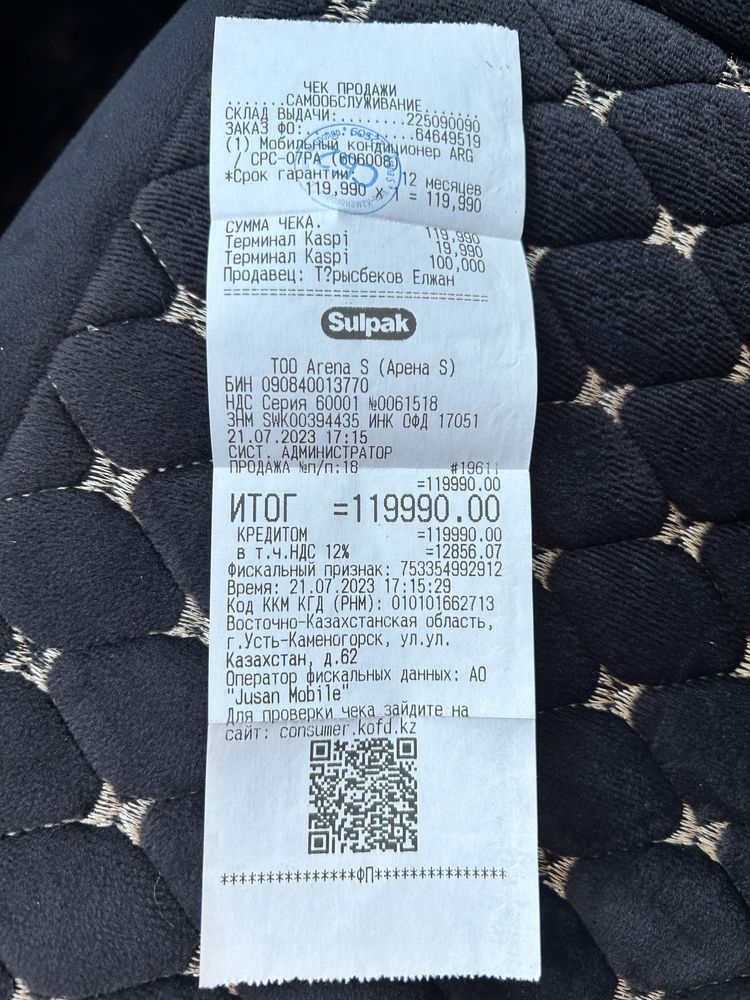 ЧЕК ПРОДАЖИ
.......САМООБСЛУЖИВАНИЕ.......
СКЛАД ВЫДАЧИ:........225090090
ЗАКАЗ ФО:.............64649519
(1) Мобильный кондиционер ARG
/ CPC-07PA (606008)
*Срок гарантии: 12 месяцев
119,990 x 1 = 119,990
СУММА ЧЕКА. 119,990
Терминал Kaspi 19,990
Терминал Kaspi 100,000
Продавец: Т?рысбеков Елжан
==================================
Sulpak
ТОО Arena S (Арена S)
БИН 090840013770
НДС Серия 60001 №0061518
ЗНМ SWK00394435 ИНК ОФД 17051
21.07.2023 17:15
СИСТ. АДМИНИСТРАТОР
ПРОДАЖА №п/п:18 #19611
=119990.00
ИТОГ =119990.00
КРЕДИТОМ =119990.00
в т.ч.НДС 12% =12856.07
Фискальный признак: 753354992912
Время: 21.07.2023 17:15:29
Код ККМ КГД (РНМ): 010101662713
Восточно-Казахстанская область,
г.Усть-Каменогорск, ул.ул.
Казахстан, д.62
Оператор фискальных данных: АО
"Jusan Mobile"
Для проверки чека зайдите на
сайт: consumer.kofd.kz
***************ФП***************